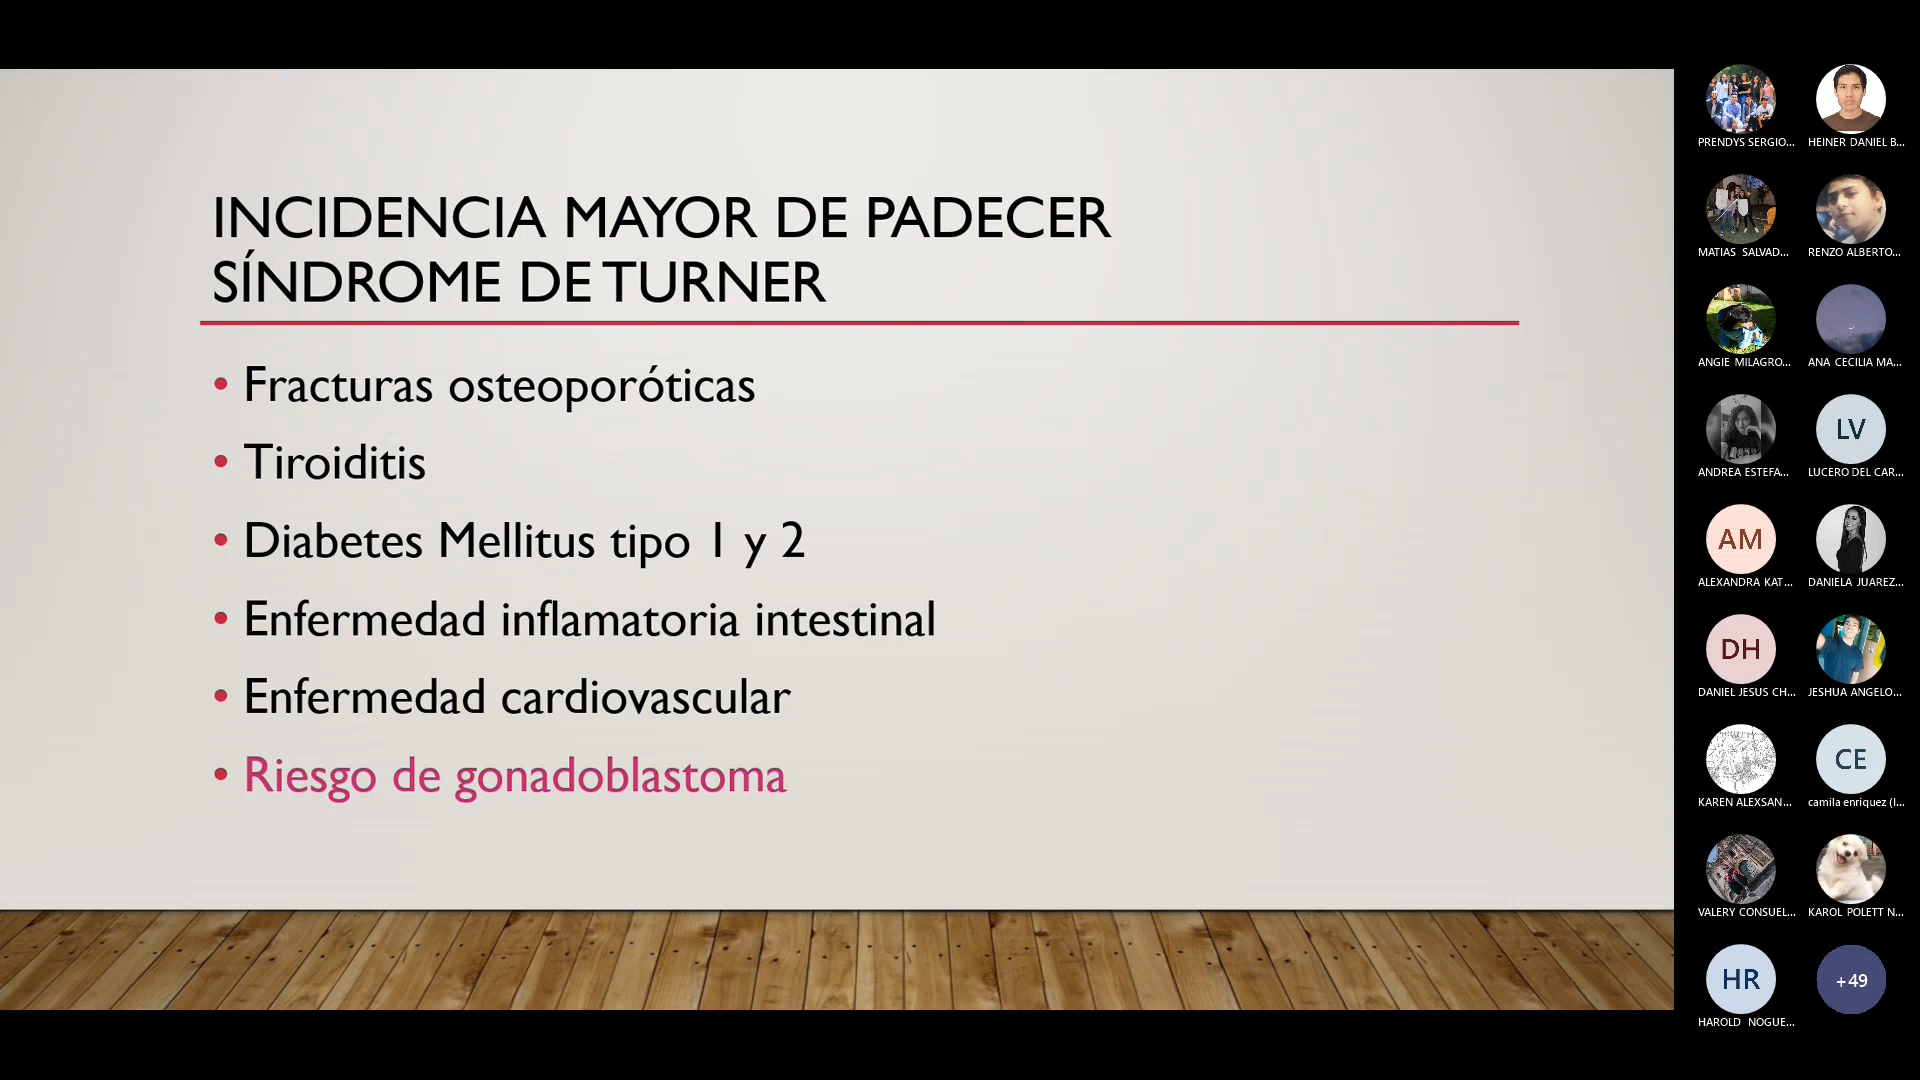 INCIDENCIA MAYOR DE PADECER
SÍNDROME DE TURNER
• Fracturas osteoporóticas
• Tiroiditis
• Diabetes Mellitus tipo 1 y 2
• Enfermedad inflamatoria intestinal
• Enfermedad cardiovascular
• Riesgo de gonadoblastoma
PRENDYS SERGIO...
HEINER DANIEL B...
MATIAS SALVAD...
RENZO ALBERTO...
ANGIE MILAGRO...
ANA CECILIA MA...
ANDREA ESTEFA...
LV
LUCERO DEL CAR...
AM
ALEXANDRA KAT...
DANIELA JUAREZ...
DH
DANIEL JESUS CH...
JESHUA ANGELO...
KAREN ALEXSAN...
CE
camila enriquez (I...
VALERY CONSUEL...
KAROL POLETT N...
HR
HAROLD NOGUE...
+49